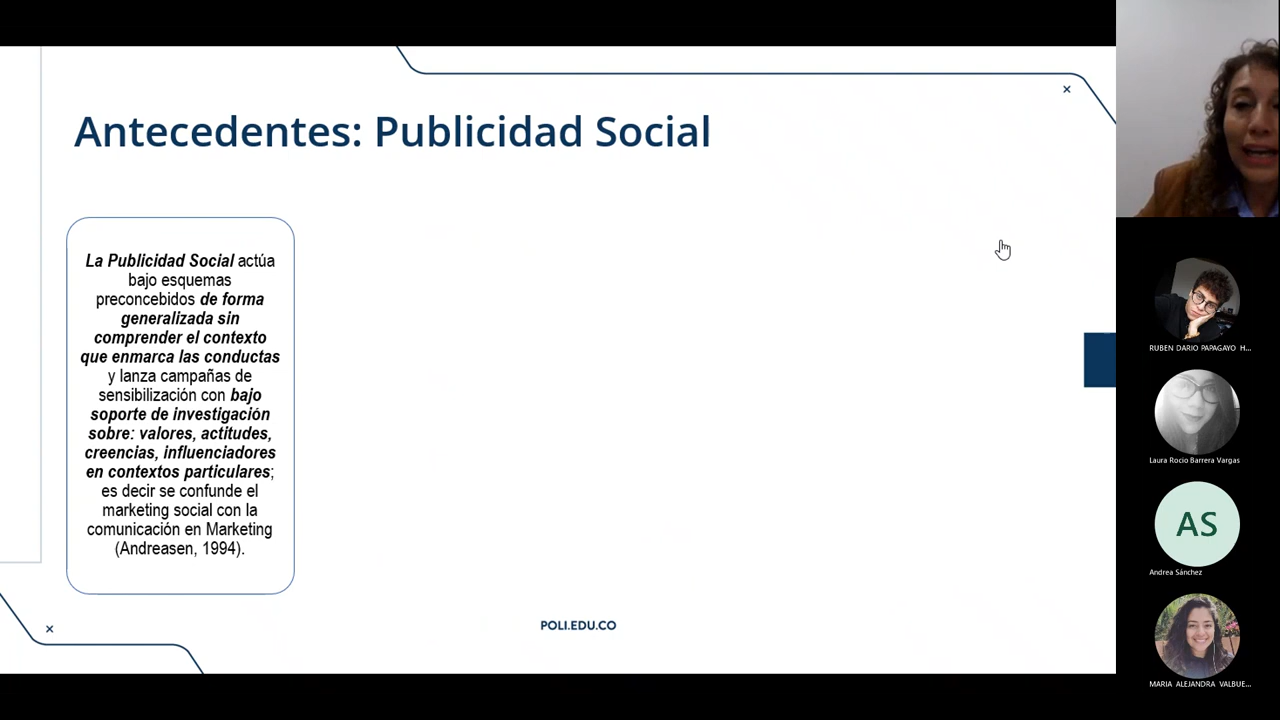 Antecedentes: Publicidad Social
La Publicidad Social actúa
bajo esquemas
preconcebidos de forma
generalizada sin
comprender el contexto
que enmarca las conductas
y lanza campañas de
sensibilización con bajo
soporte de investigación
sobre: valores, actitudes,
creencias, influenciadores
en contextos particulares;
es decir se confunde el
marketing social con la
comunicación en Marketing
(Andreasen, 1994).
POLI.EDU.CO
RUBEN DARIO PAPAGAYO H...
Laura Rocio Barrera Vargas
AS
Andrea Sánchez
MARIA ALEJANDRA VALBUE...